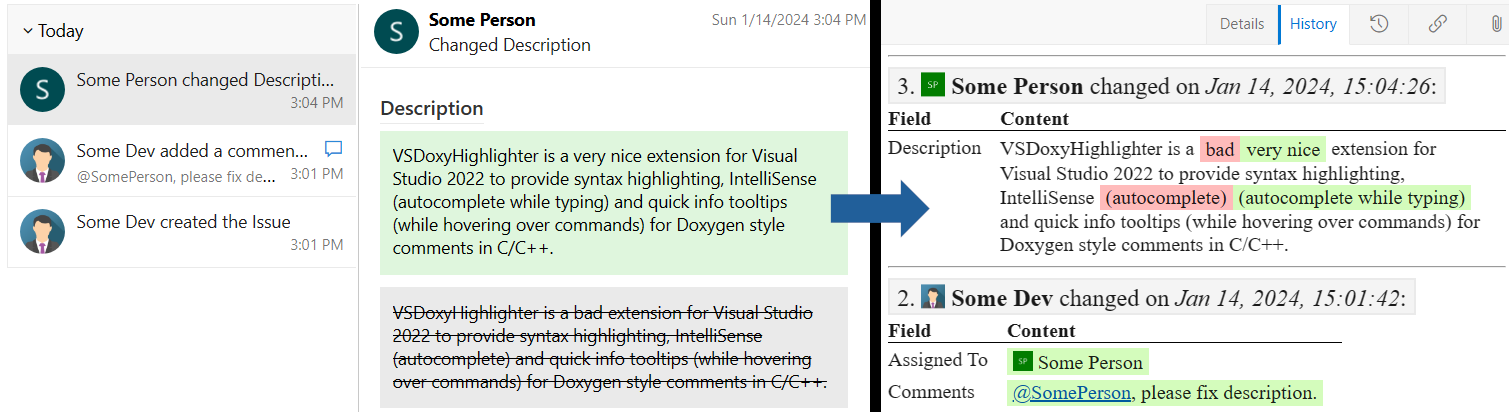 Today
S
Some Person changed Descripti...
3:04 PM
Some Dev added a commen...
@SomePerson, please fix de...
3:01 PM
Some Dev created the Issue
3:01 PM
S
Some Person
Sun 1/14/2024 3:04 PM
Changed Description
Description
VSDoxyHighlighter is a very nice extension for Visual
Studio 2022 to provide syntax highlighting, IntelliSense
(autocomplete while typing) and quick info tooltips
(while hovering over commands) for Doxygen style
comments in C/C++.
VSDoxyHighlighter is a bad extension for Visual Studio
2022 to provide syntax highlighting, IntelliSense
(autocomplete) and quick info tooltips (while hovering
over commands) for Doxygen style comments in C/C++.
Details History
3. SP Some Person changed on Jan 14, 2024, 15:04:26:
Field Content
Description VSDoxyHighlighter is a bad very nice extension for
Visual Studio 2022 to provide syntax highlighting,
IntelliSense (autocomplete) (autocomplete while typing)
and quick info tooltips (while hovering over commands) for
Doxygen style comments in C/C++.
2. Some Dev changed on Jan 14, 2024, 15:01:42:
Field Content
Assigned To SP Some Person
Comments @SomePerson, please fix description.